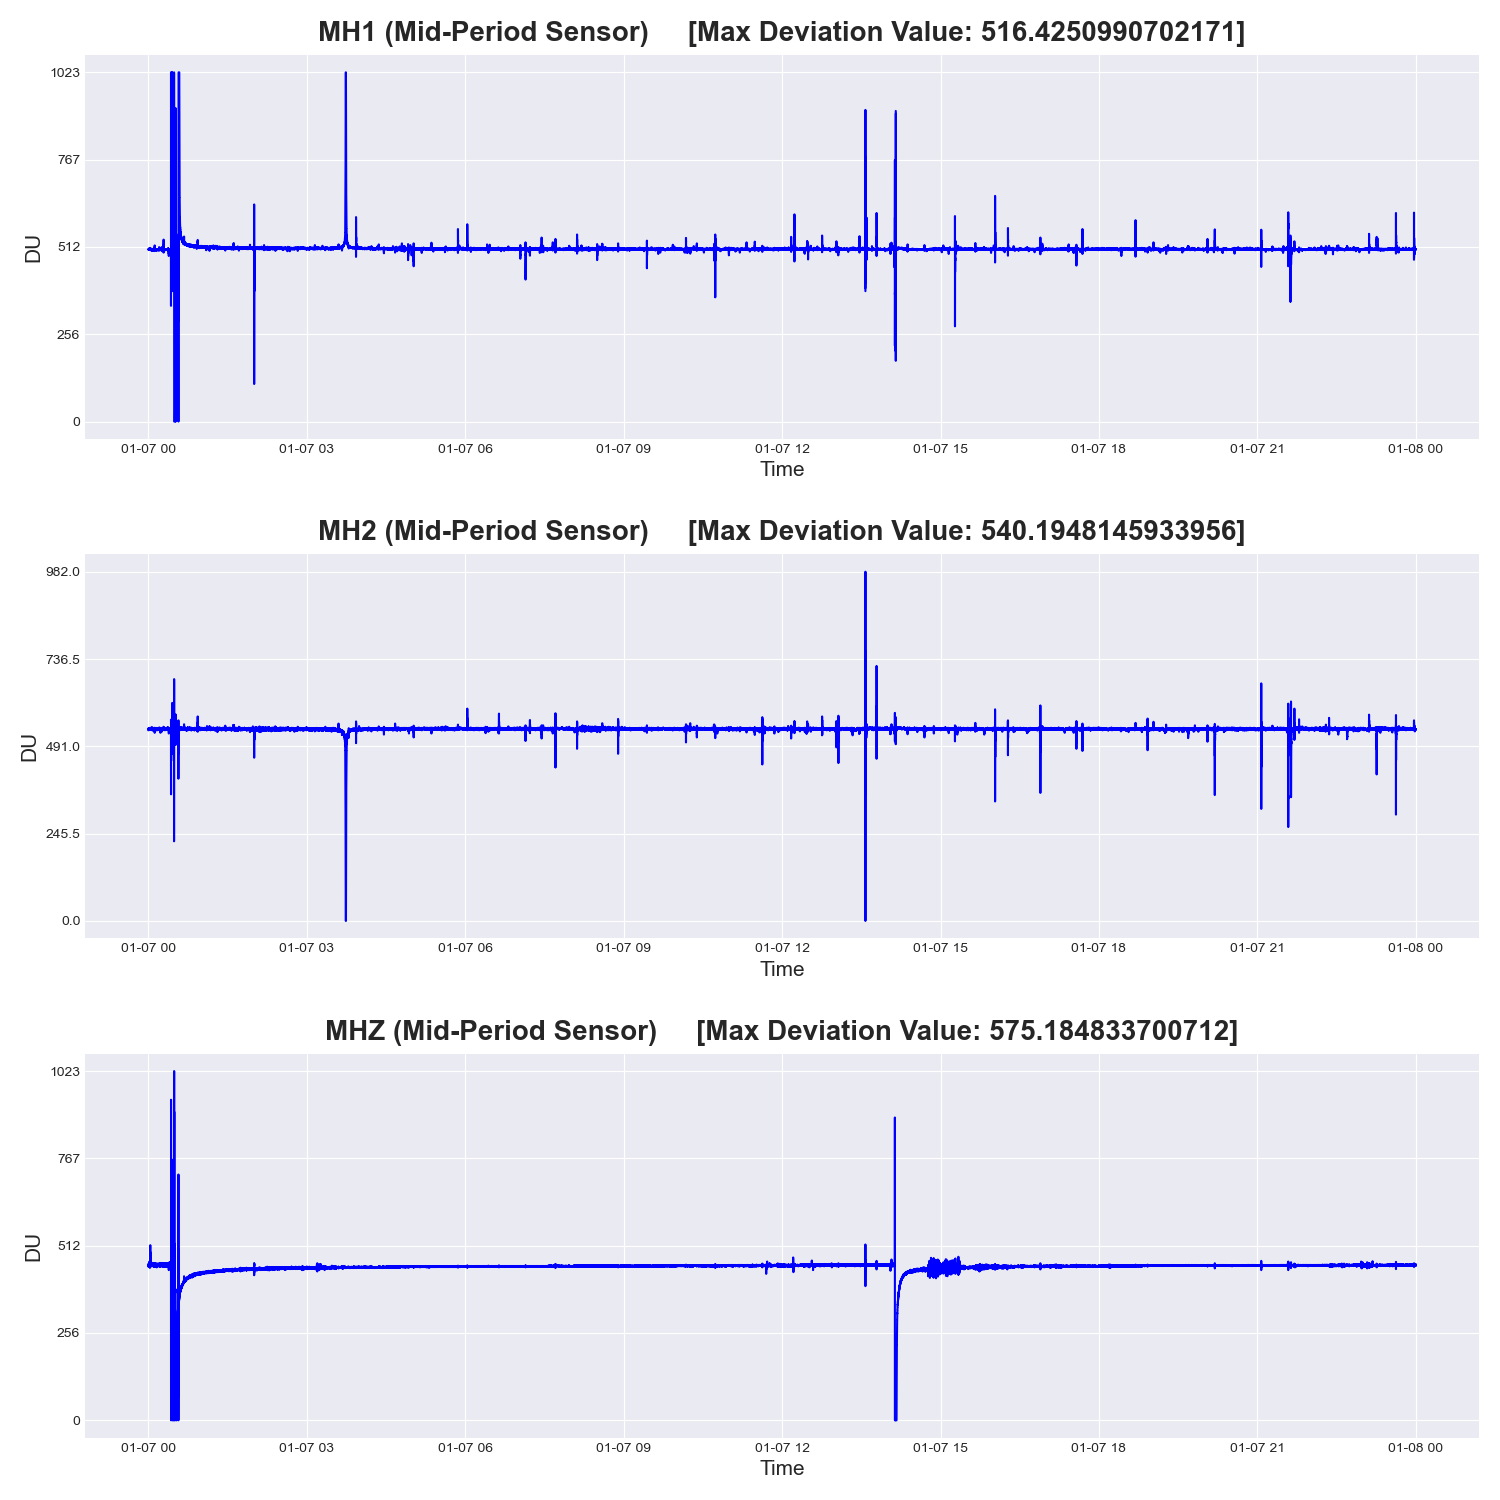 MH1 (Mid-Period Sensor) [Max Deviation Value: 516.4250990702171]
1023
767
512
256
0
DU
01-07 00 01-07 03 01-07 06 01-07 09 01-07 12 01-07 15 01-07 18 01-07 21 01-08 00
Time
MH2 (Mid-Period Sensor) [Max Deviation Value: 540.1948145933956]
982.0
736.5
491.0
245.5
0.0
DU
01-07 00 01-07 03 01-07 06 01-07 09 01-07 12 01-07 15 01-07 18 01-07 21 01-08 00
Time
MHZ (Mid-Period Sensor) [Max Deviation Value: 575.184833700712]
1023
767
512
256
0
DU
01-07 00 01-07 03 01-07 06 01-07 09 01-07 12 01-07 15 01-07 18 01-07 21 01-08 00
Time